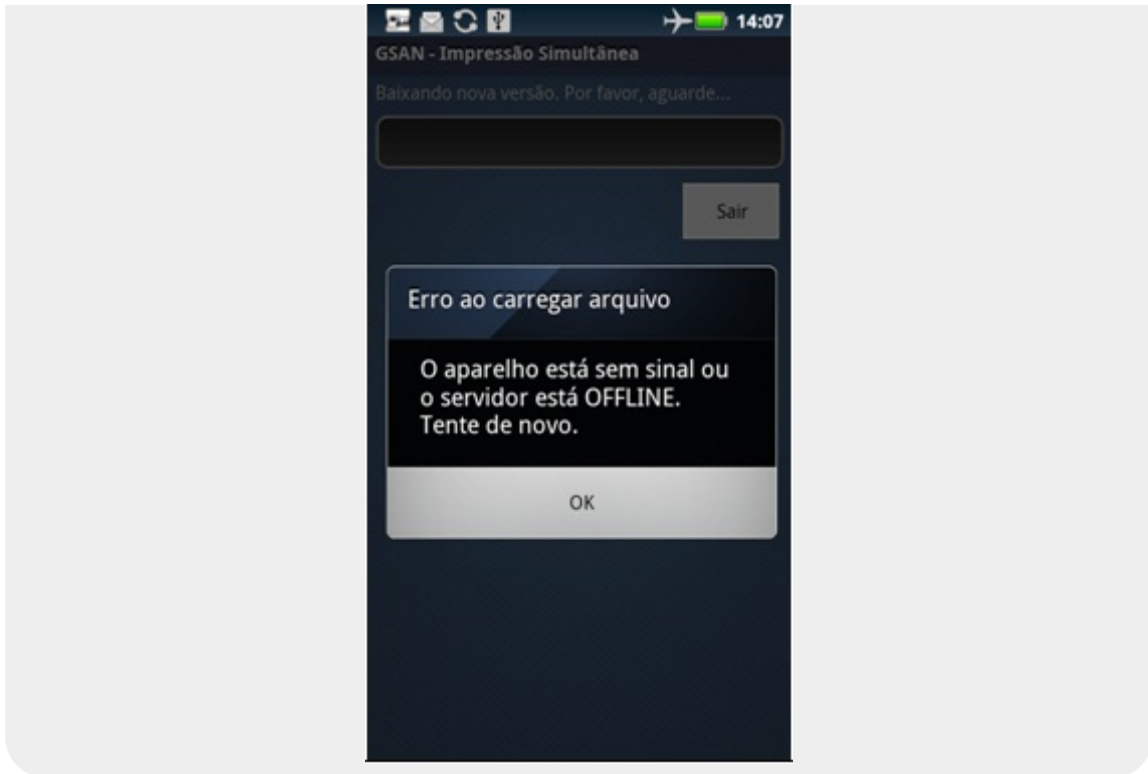 14:07
GSAN - Impressão Simultânea
Baixando nova versão. Por favor, aguarde...
Sair
Erro ao carregar arquivo
O aparelho está sem sinal ou
o servidor está OFFLINE.
Tente de novo.
OK